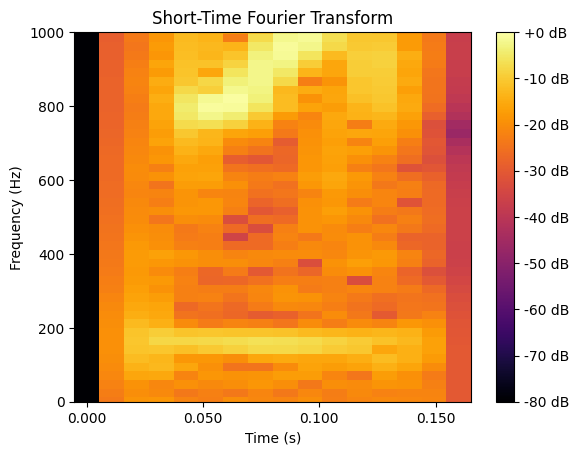 Short-Time Fourier Transform
1000
800
600
400
200
0
Frequency (Hz)
0.000
0.050
0.100
0.150
Time (s)
+0 dB
-10 dB
-20 dB
-30 dB
-40 dB
-50 dB
-60 dB
-70 dB
-80 dB